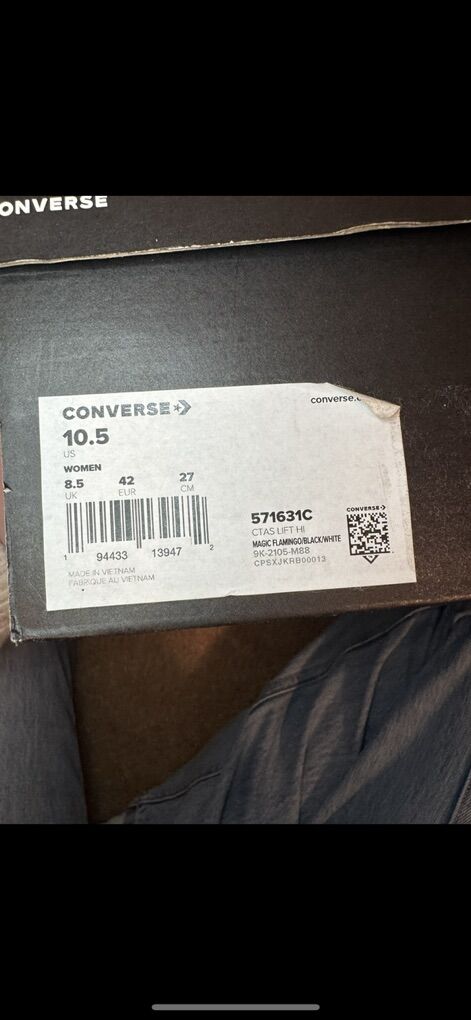 ONVERSE
CONVERSE
converse.
10.5
US
WOMEN
8.5 42 27
UK EUR CM
1 94433 13947 2
MADE IN VIETNAM
FABRIQUE AU VIETNAM
571631C
CTAS LIFT HI
MAGIC FLAMINGO/BLACK/WHITE
9K-2105-M88
CPSXJKRB00013
CONVERSE